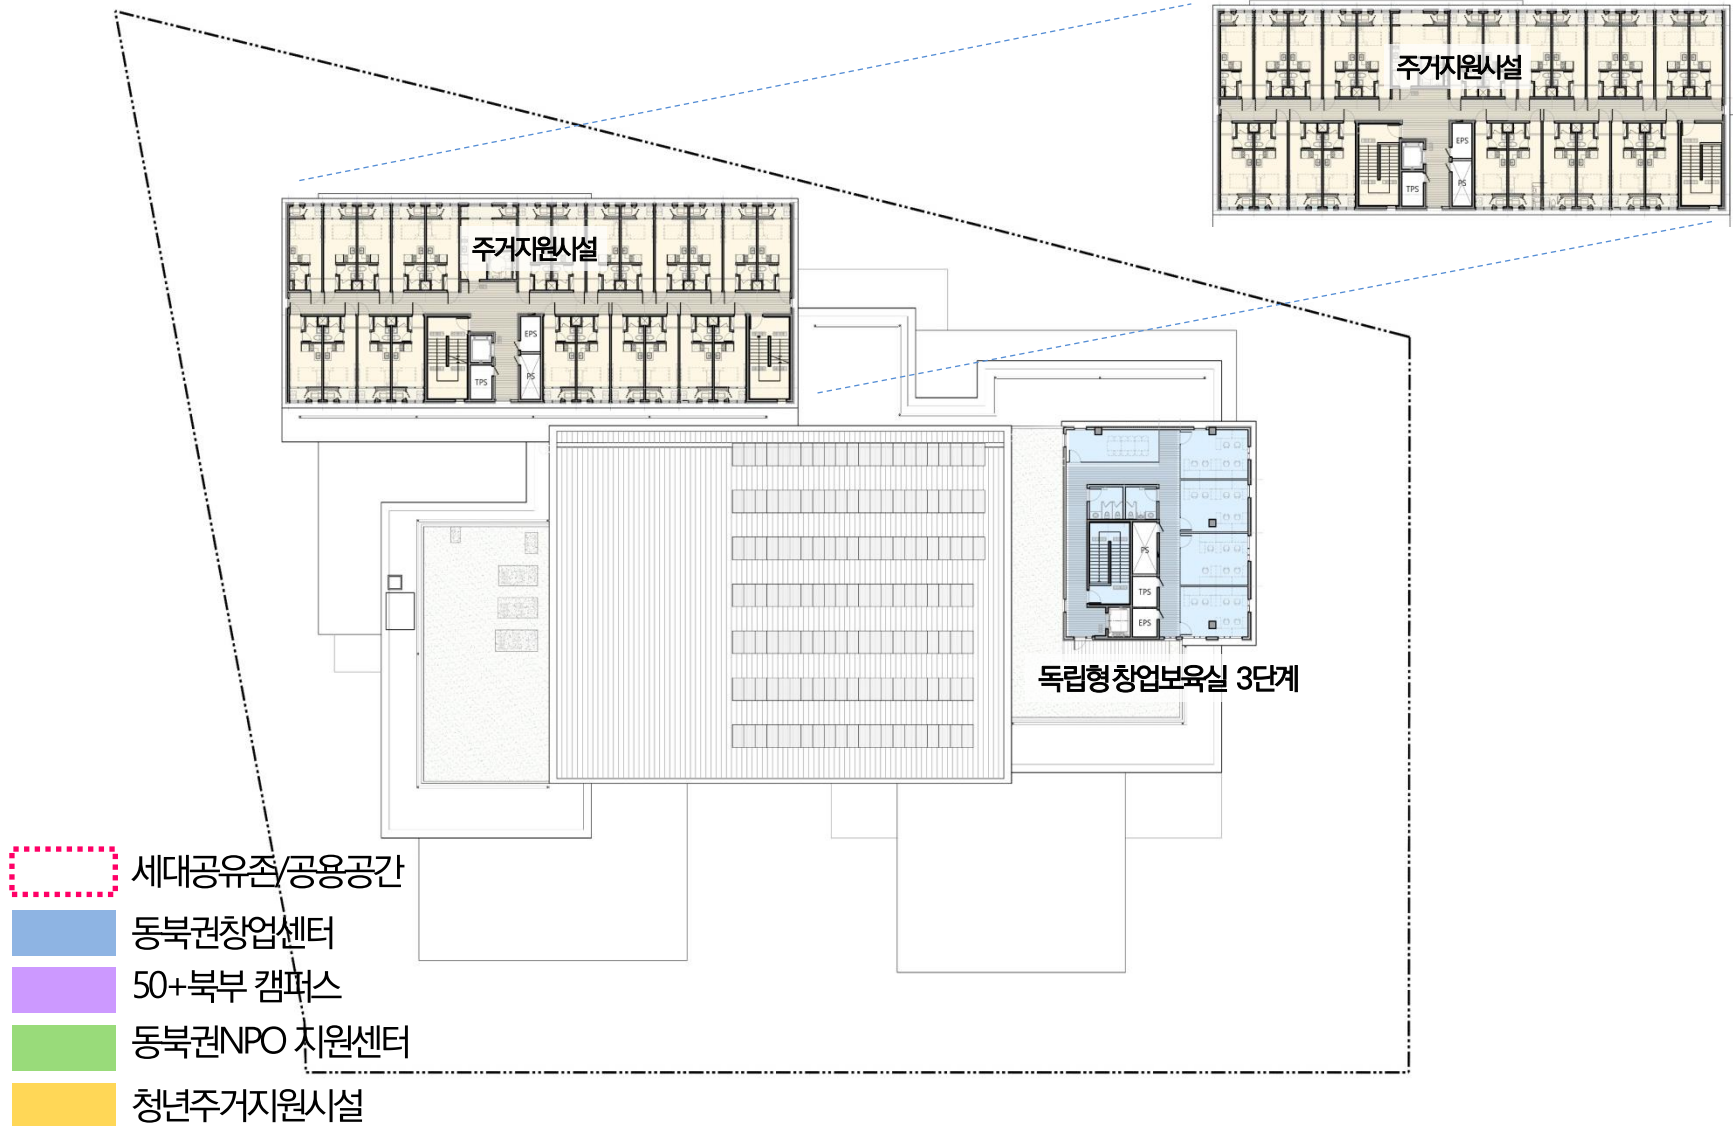 주거지원시설
EPS
PS
TPS
주거지원시설
EPS
PS
TPS
PS
TPS
EPS
독립형 창업보육실 3단계
세대공유존/공용공간
동북권창업센터
50+북부 캠퍼스
동북권NPO 지원센터
청년주거지원시설